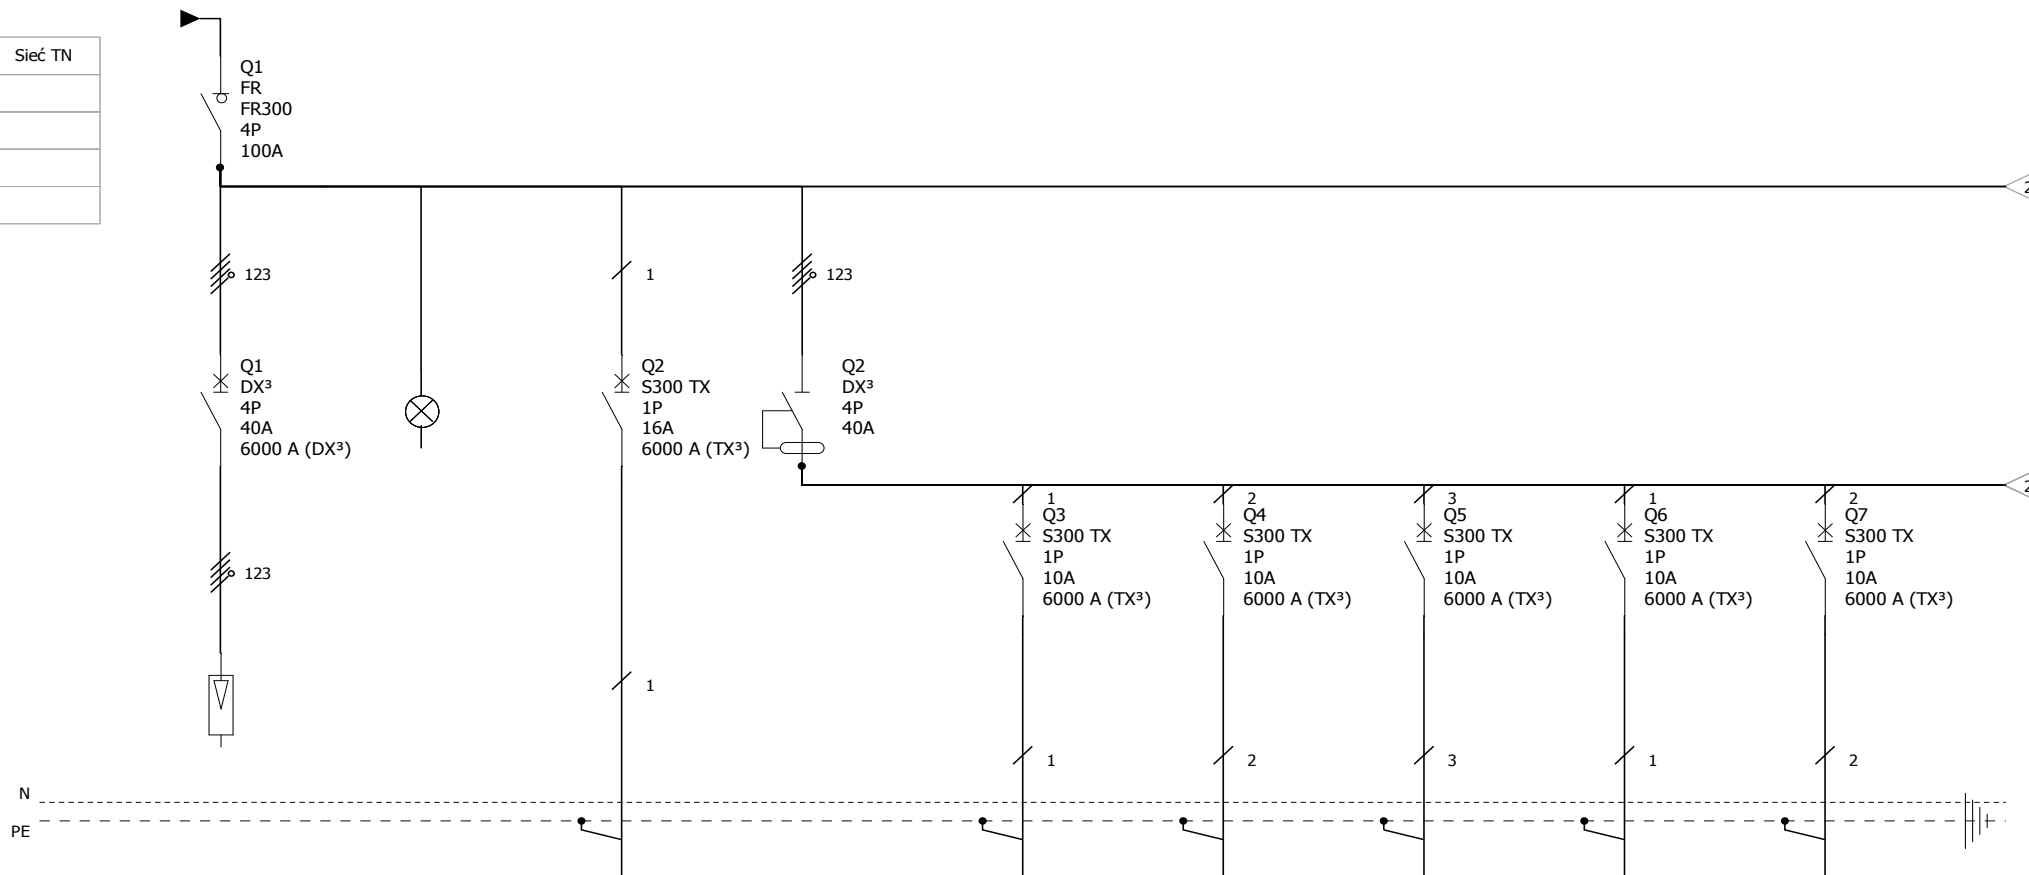 Sieć TN
Q1
FR
FR300
4P
100A
2
123
1
123
Q1
DX³
4P
40A
6000 A (DX³)
Q2
S300 TX
1P
16A
6000 A (TX³)
Q2
DX³
4P
40A
2
1
Q3
S300 TX
1P
10A
6000 A (TX³)
2
Q4
S300 TX
1P
10A
6000 A (TX³)
3
Q5
S300 TX
1P
10A
6000 A (TX³)
1
Q6
S300 TX
1P
10A
6000 A (TX³)
2
Q7
S300 TX
1P
10A
6000 A (TX³)
123
1
1
2
3
1
2
N
PE